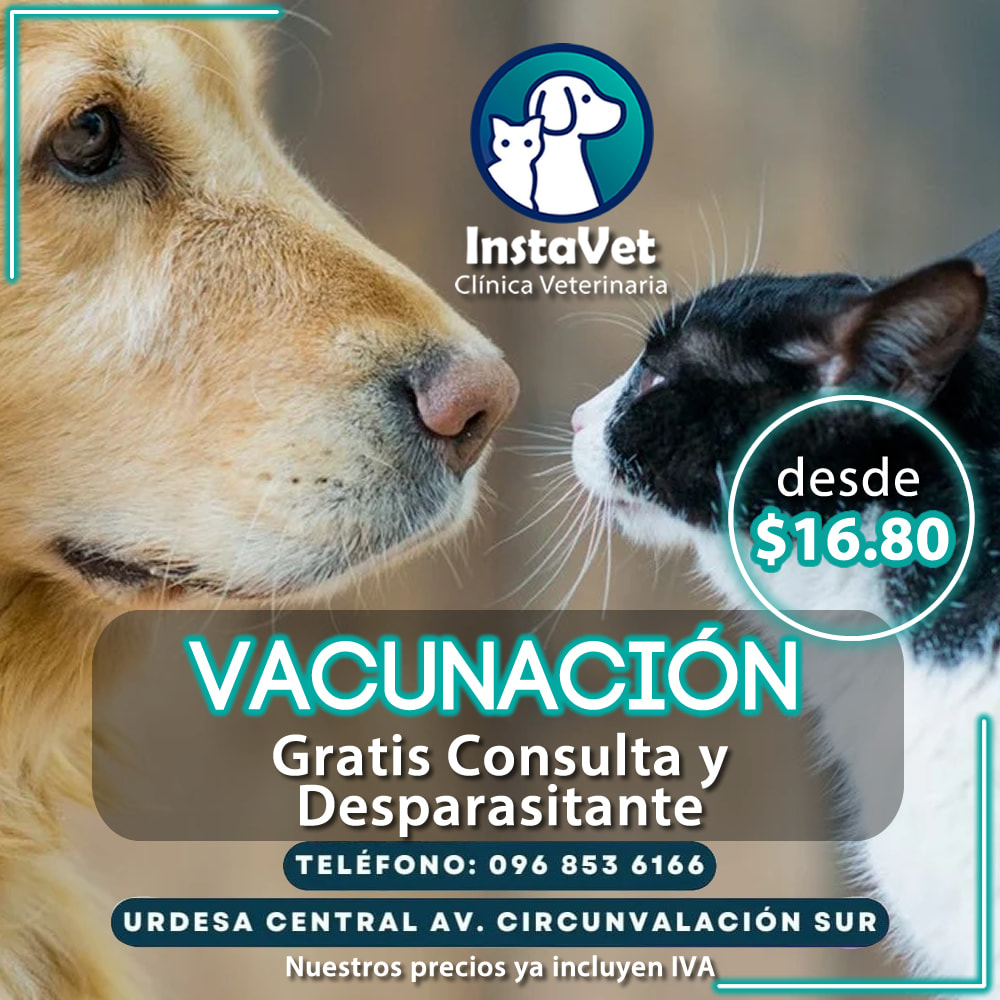 InstaVet
Clínica Veterinaria
desde
$16.80
VACUNACIÓN
Gratis Consulta y
Desparasitante
TELÉFONO: 096 853 6166
URDESA CENTRAL AV. CIRCUNVALACIÓN SUR
Nuestros precios ya incluyen IVA